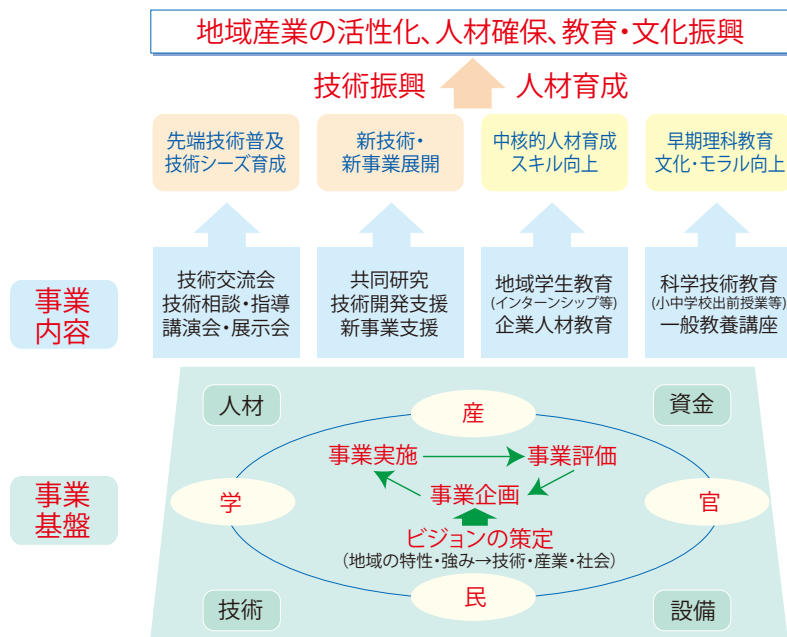 地域産業の活性化、人材確保、教育・文化振興
技術振興
人材育成
先端技術普及
技術シーズ育成
新技術・
新事業展開
中核的人材育成
スキル向上
早期理科教育
文化・モラル向上
事業
内容
技術交流会
技術相談・指導
講演会・展示会
共同研究
技術開発支援
新事業支援
地域学生教育
(インターンシップ等)
企業人材教育
科学技術教育
(小中学校出前授業等)
一般教養講座
事業
基盤
人材
資金
産
事業実施
事業評価
学
事業企画
官
ビジョンの策定
(地域の特性・強み→技術・産業・社会)
技術
民
設備